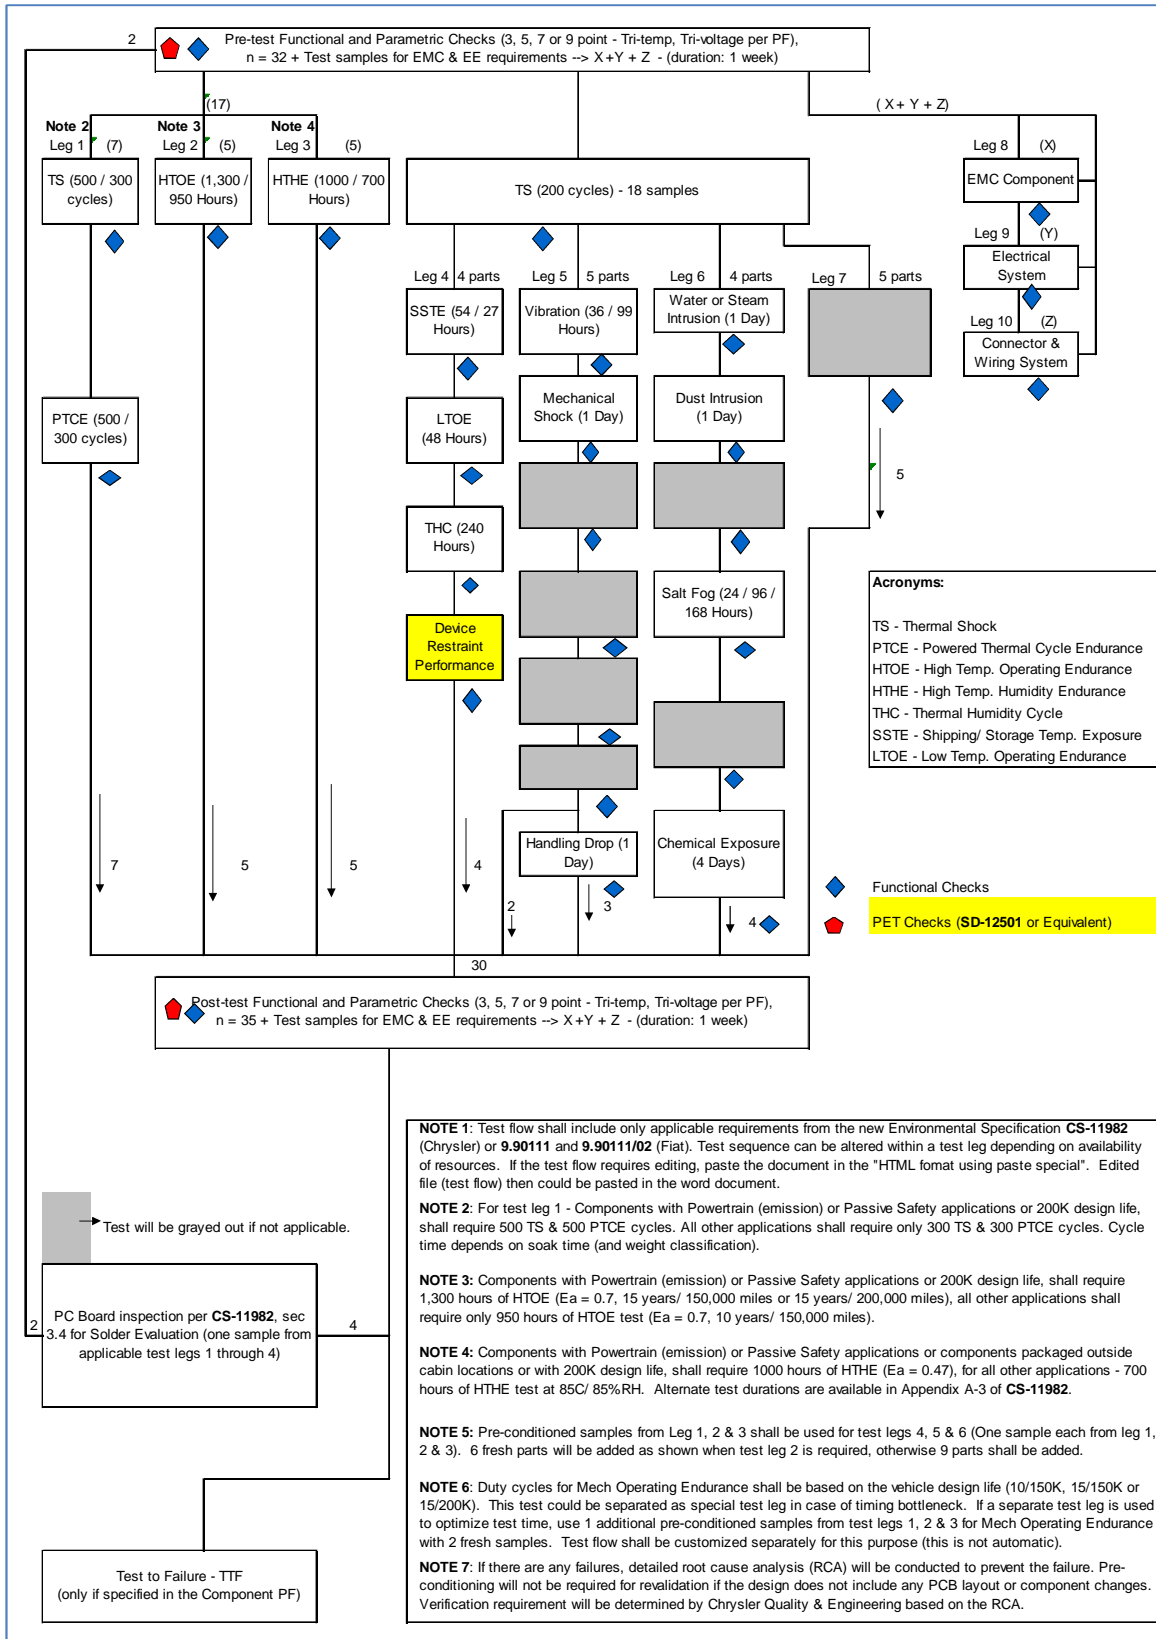 2
Pre-test Functional and Parametric Checks (3, 5, 7 or 9 point - Tri-temp, Tri-voltage per PF),
n = 32 + Test samples for EMC & EE requirements --> X+Y + Z - (duration: 1 week)
(17)
( X + Y + Z)
Note 2
Note 3
Note 4
Leg 1 (7)
Leg 2 (5)
Leg 3 (5)
Leg 8 (X)
TS (500 / 300
cycles)
HTOE (1,300 /
950 Hours)
HTHE (1000 / 700
Hours)
TS (200 cycles) - 18 samples
EMC Component
Leg 9 (Y)
Electrical
System
Leg 10 (Z)
Connector &
Wiring System
Leg 4 4 parts
Leg 5 5 parts
Leg 6 4 parts
Leg 7 5 parts
SSTE (54 / 27
Hours)
Vibration (36 / 99
Hours)
Water or Steam
Intrusion (1 Day)
PTCE (500 /
300 cycles)
LTOE
(48 Hours)
Mechanical
Shock (1 Day)
Dust Intrusion
(1 Day)
5
THC (240
Hours)
Salt Fog (24 / 96 /
168 Hours)
Device
Restraint
Performance
Acronyms:
TS - Thermal Shock
PTCE - Powered Thermal Cycle Endurance
HTOE - High Temp. Operating Endurance
HTHE - High Temp. Humidity Endurance
THC - Thermal Humidity Cycle
SSTE - Shipping/ Storage Temp. Exposure
LTOE - Low Temp. Operating Endurance
Handling Drop (1
Day)
Chemical Exposure
(4 Days)
7
5
5
4
2
3
4
Functional Checks
PET Checks (SD-12501 or Equivalent)
30
Post-test Functional and Parametric Checks (3, 5, 7 or 9 point - Tri-temp, Tri-voltage per PF),
n = 35 + Test samples for EMC & EE requirements --> X+Y + Z - (duration: 1 week)
Test will be grayed out if not applicable.
2
PC Board inspection per CS-11982, sec
3.4 for Solder Evaluation (one sample from
applicable test legs 1 through 4)
4
Test to Failure - TTF
(only if specified in the Component PF)
NOTE 1: Test flow shall include only applicable requirements from the new Environmental Specification CS-11982
(Chrysler) or 9.90111 and 9.90111/02 (Fiat). Test sequence can be altered within a test leg depending on availability
of resources. If the test flow requires editing, paste the document in the "HTML fomat using paste special". Edited
file (test flow) then could be pasted in the word document.
NOTE 2: For test leg 1 - Components with Powertrain (emission) or Passive Safety applications or 200K design life,
shall require 500 TS & 500 PTCE cycles. All other applications shall require only 300 TS & 300 PTCE cycles. Cycle
time depends on soak time (and weight classification).
NOTE 3: Components with Powertrain (emission) or Passive Safety applications or 200K design life, shall require
1,300 hours of HTOE (Ea = 0.7, 15 years/ 150,000 miles or 15 years/ 200,000 miles), all other applications shall
require only 950 hours of HTOE test (Ea = 0.7, 10 years/ 150,000 miles).
NOTE 4: Components with Powertrain (emission) or Passive Safety applications or components packaged outside
cabin locations or with 200K design life, shall require 1000 hours of HTHE (Ea = 0.47), for all other applications - 700
hours of HTHE test at 85C/ 85%RH. Alternate test durations are available in Appendix A-3 of CS-11982.
NOTE 5: Pre-conditioned samples from Leg 1, 2 & 3 shall be used for test legs 4, 5 & 6 (One sample each from leg 1,
2 & 3). 6 fresh parts will be added as shown when test leg 2 is required, otherwise 9 parts shall be added.
NOTE 6: Duty cycles for Mech Operating Endurance shall be based on the vehicle design life (10/150K, 15/150K or
15/200K). This test could be separated as special test leg in case of timing bottleneck. If a separate test leg is used
to optimize test time, use 1 additional pre-conditioned samples from test legs 1, 2 & 3 for Mech Operating Endurance
with 2 fresh samples. Test flow shall be customized separately for this purpose (this is not automatic).
NOTE 7: If there are any failures, detailed root cause analysis (RCA) will be conducted to prevent the failure. Pre-
conditioning will not be required for revalidation if the design does not include any PCB layout or component changes.
Verification requirement will be determined by Chrysler Quality & Engineering based on the RCA.